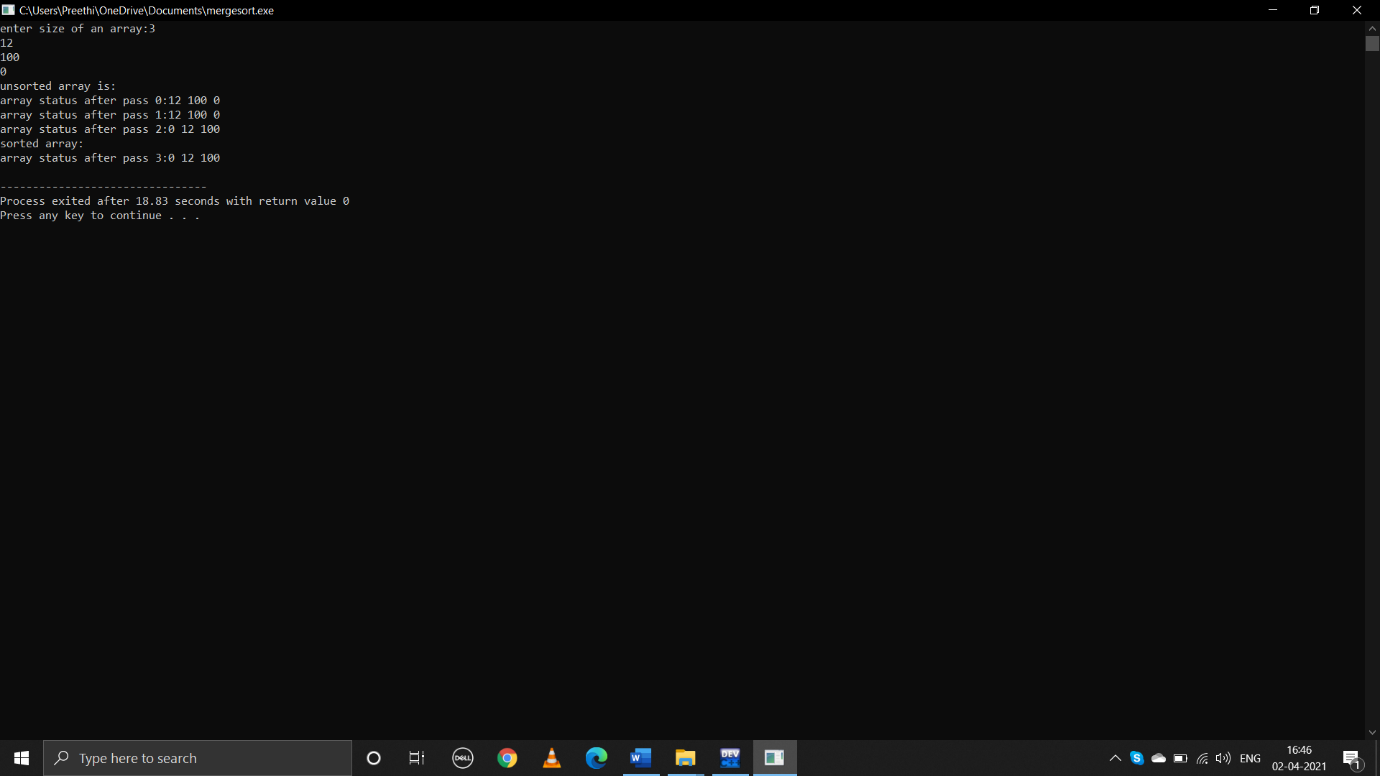 C:\Users\Preethi\OneDrive\Documents\mergesort.exe
enter size of an array:3
12
100
0
unsorted array is:
array status after pass 0:12 100 0
array status after pass 1:12 100 0
array status after pass 2:0 12 100
sorted array:
array status after pass 3:0 12 100
--------------------------------
Process exited after 18.83 seconds with return value 0
Press any key to continue . . .
Type here to search
DELL
W
DEV
C++
S
ENG
16:46
02-04-2021
1